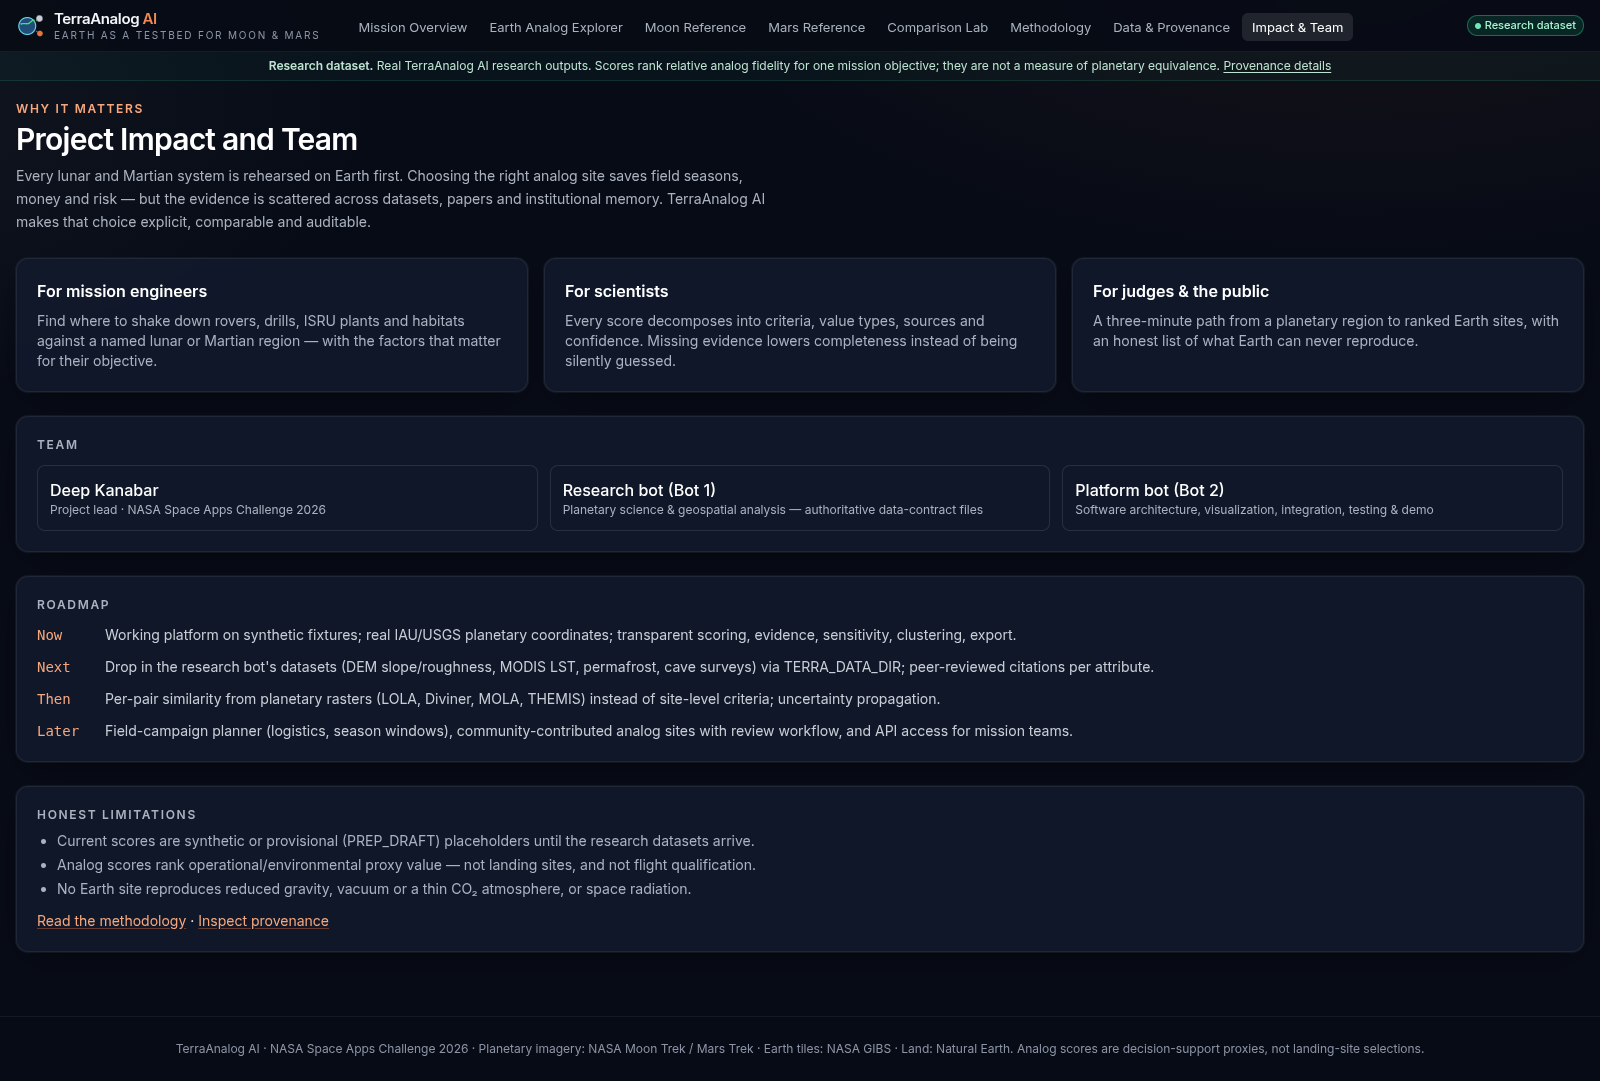 TerraAnalog AI
EARTH AS A TESTBED FOR MOON & MARS
Mission Overview
Earth Analog Explorer
Moon Reference
Mars Reference
Comparison Lab
Methodology
Data & Provenance
Impact & Team
Research dataset
Research dataset. Real TerraAnalog AI research outputs. Scores rank relative analog fidelity for one mission objective; they are not a measure of planetary equivalence. Provenance details
WHY IT MATTERS
Project Impact and Team
Every lunar and Martian system is rehearsed on Earth first. Choosing the right analog site saves field seasons,
money and risk — but the evidence is scattered across datasets, papers and institutional memory. TerraAnalog AI
makes that choice explicit, comparable and auditable.
For mission engineers
Find where to shake down rovers, drills, ISRU plants and habitats
against a named lunar or Martian region — with the factors that matter
for their objective.
For scientists
Every score decomposes into criteria, value types, sources and
confidence. Missing evidence lowers completeness instead of being
silently guessed.
For judges & the public
A three-minute path from a planetary region to ranked Earth sites, with
an honest list of what Earth can never reproduce.
TEAM
Deep Kanabar
Project lead · NASA Space Apps Challenge 2026
Research bot (Bot 1)
Planetary science & geospatial analysis — authoritative data-contract files
Platform bot (Bot 2)
Software architecture, visualization, integration, testing & demo
ROADMAP
Now Working platform on synthetic fixtures; real IAU/USGS planetary coordinates; transparent scoring, evidence, sensitivity, clustering, export.
Next Drop in the research bot's datasets (DEM slope/roughness, MODIS LST, permafrost, cave surveys) via TERRA_DATA_DIR; peer-reviewed citations per attribute.
Then Per-pair similarity from planetary rasters (LOLA, Diviner, MOLA, THEMIS) instead of site-level criteria; uncertainty propagation.
Later Field-campaign planner (logistics, season windows), community-contributed analog sites with review workflow, and API access for mission teams.
HONEST LIMITATIONS
• Current scores are synthetic or provisional (PREP_DRAFT) placeholders until the research datasets arrive.
• Analog scores rank operational/environmental proxy value — not landing sites, and not flight qualification.
• No Earth site reproduces reduced gravity, vacuum or a thin CO₂ atmosphere, or space radiation.
Read the methodology · Inspect provenance
TerraAnalog AI · NASA Space Apps Challenge 2026 · Planetary imagery: NASA Moon Trek / Mars Trek · Earth tiles: NASA GIBS · Land: Natural Earth. Analog scores are decision-support proxies, not landing-site selections.